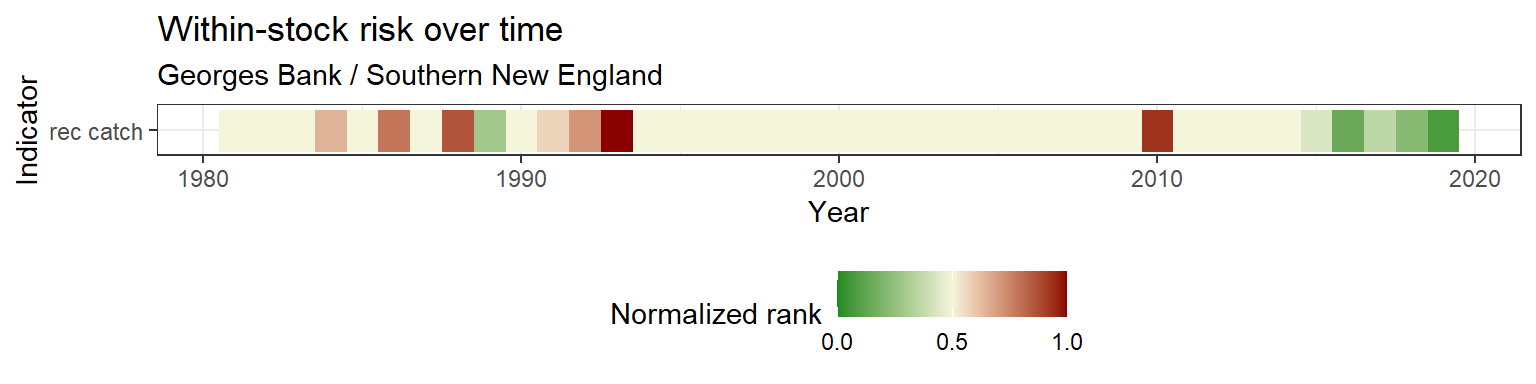 Within-stock risk over time
Georges Bank / Southern New England
Indicator
rec catch
1980 1990 2000 2010 2020
Year
Normalized rank
0.0 0.5 1.0